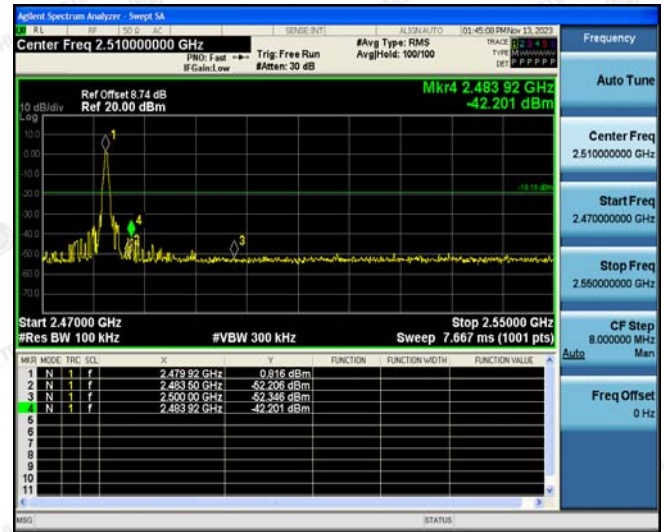 Agilent Spectrum Analyzer - Swept SA
RL RF 50 Ω AC SENSE:INT ALIGN AUTO 01:45:08 PM Nov 13, 2023
Center Freq 2.510000000 GHz
PNO: Fast
IFGain:Low
Trig: Free Run
#Atten: 30 dB
#Avg Type: RMS
Avg|Hold: 100/100
TRACE 1 2 3 4 5 6
TYPE
DET P P P P P P
Mkr4 2.483 92 GHz
-42.201 dBm
Ref Offset 8.74 dB
10 dB/div Ref 20.00 dBm
Log
10.0
0.00
-10.0
-20.0
-30.0
-40.0
-50.0
-60.0
-70.0
1
4
3
Start 2.47000 GHz Stop 2.55000 GHz
#Res BW 100 kHz #VBW 300 kHz Sweep 7.667 ms (1001 pts)
MKR MODE TRC SCL X Y FUNCTION FUNCTION WIDTH FUNCTION VALUE
1 N 1 f 2.479 92 GHz 0.816 dBm
2 N 1 f 2.483 50 GHz -52.206 dBm
3 N 1 f 2.500 00 GHz -52.346 dBm
4 N 1 f 2.483 92 GHz -42.201 dBm
5
6
7
8
9
10
11
MSG STATUS
Frequency
Auto Tune
Center Freq
2.510000000 GHz
Start Freq
2.470000000 GHz
Stop Freq
2.550000000 GHz
CF Step
8.000000 MHz
Auto Man
Freq Offset
0 Hz